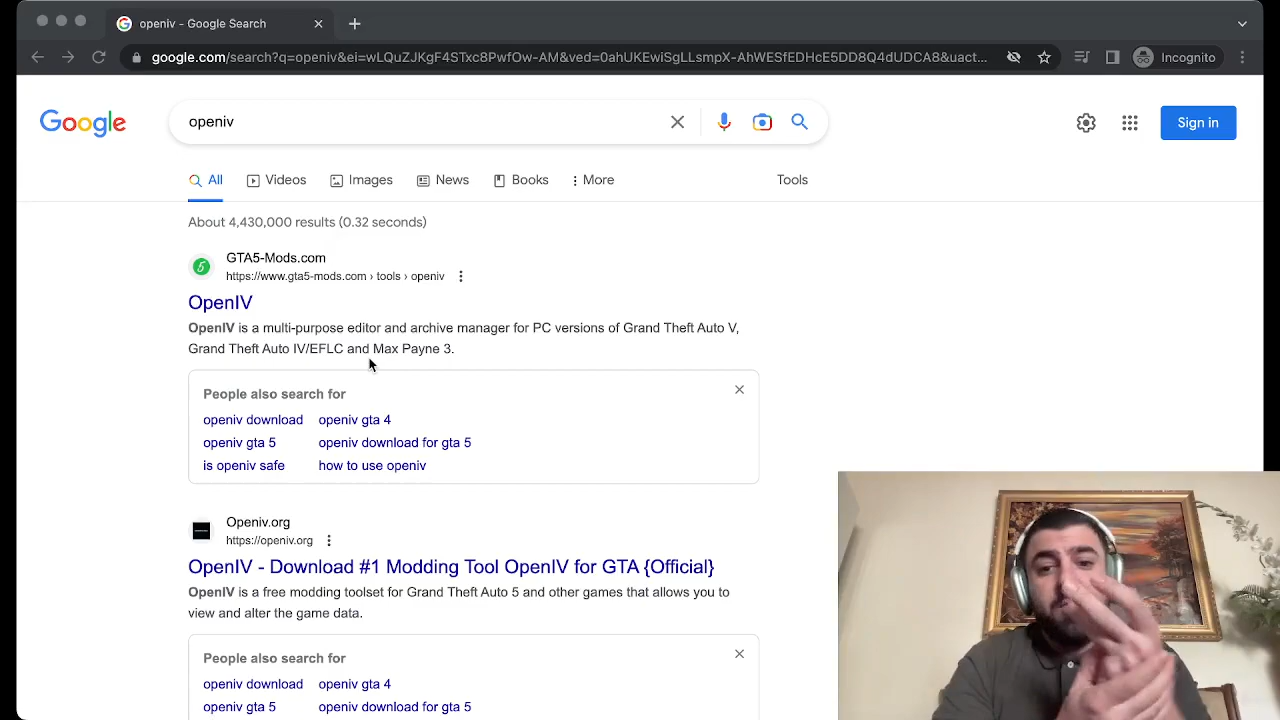 openiv - Google Search
google.com/search?q=openiv&ei=wLQuZJKgF4STxc8PwfOw-AM&ved=0ahUKEwiSgLLsmpX-AhWESfEDHcE5DD8Q4dUDCA8&uact...
Incognito
Google
openiv
Sign in
All
Videos
Images
News
Books
More
Tools
About 4,430,000 results (0.32 seconds)
GTA5-Mods.com
https://www.gta5-mods.com › tools › openiv
OpenIV
OpenIV is a multi-purpose editor and archive manager for PC versions of Grand Theft Auto V,
Grand Theft Auto IV/EFLC and Max Payne 3.
People also search for
openiv download openiv gta 4
openiv gta 5 openiv download for gta 5
is openiv safe how to use openiv
Openiv.org
https://openiv.org
OpenIV - Download #1 Modding Tool OpenIV for GTA {Official}
OpenIV is a free modding toolset for Grand Theft Auto 5 and other games that allows you to
view and alter the game data.
People also search for
openiv download openiv gta 4
openiv gta 5 openiv download for gta 5